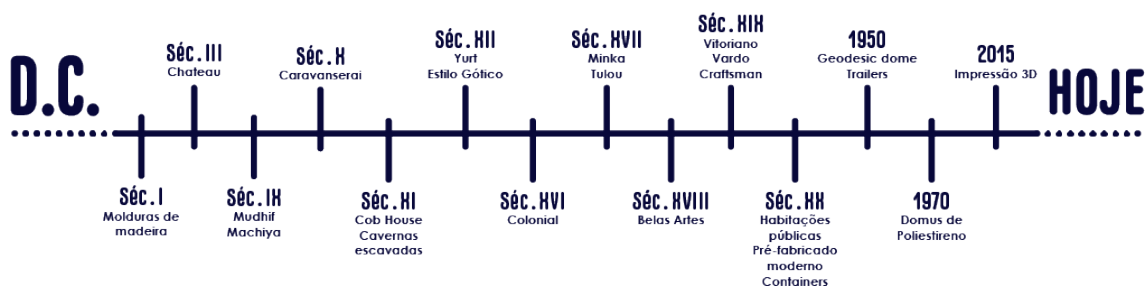 D.C.
Séc. I
Molduras de
madeira
Séc. III
Chateau
Séc. IX
Mudhif
Machiya
Séc. X
Caravanserai
Séc. XI
Cob House
Cavernas
escavadas
Séc. XII
Yurt
Estilo Gótico
Séc. XVI
Colonial
Séc. XVII
Minka
Tulou
Séc. XVIII
Belas Artes
Séc. XIX
Vitoriano
Vardo
Craftsman
Séc. XX
Habitações
públicas
Pré-fabricado
moderno
Containers
1950
Geodesic dome
Trailers
1970
Domus de
Poliestireno
2015
Impressão 3D
HOJE